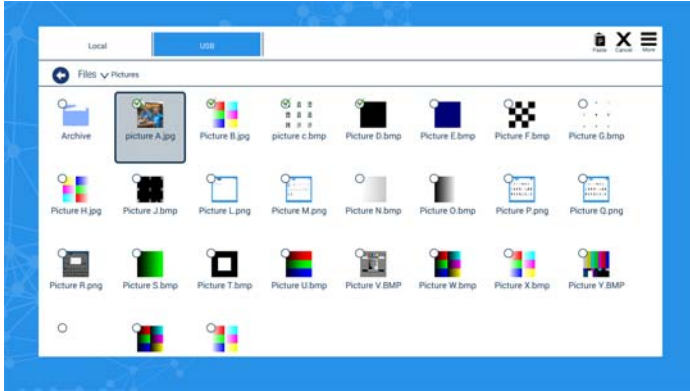 Local USB Paste Cancel More
Files Pictures
Archive picture A.jpg Picture B.jpg picture c.bmp Picture D.bmp Picture E.bmp Picture F.bmp Picture G.bmp
Picture H.jpg Picture J.bmp Picture L.png Picture M.png Picture N.bmp Picture O.bmp Picture P.png Picture Q.png
Picture R.png Picture S.bmp Picture T.bmp Picture U.bmp Picture V.BMP Picture W.bmp Picture X.bmp Picture Y.BMP